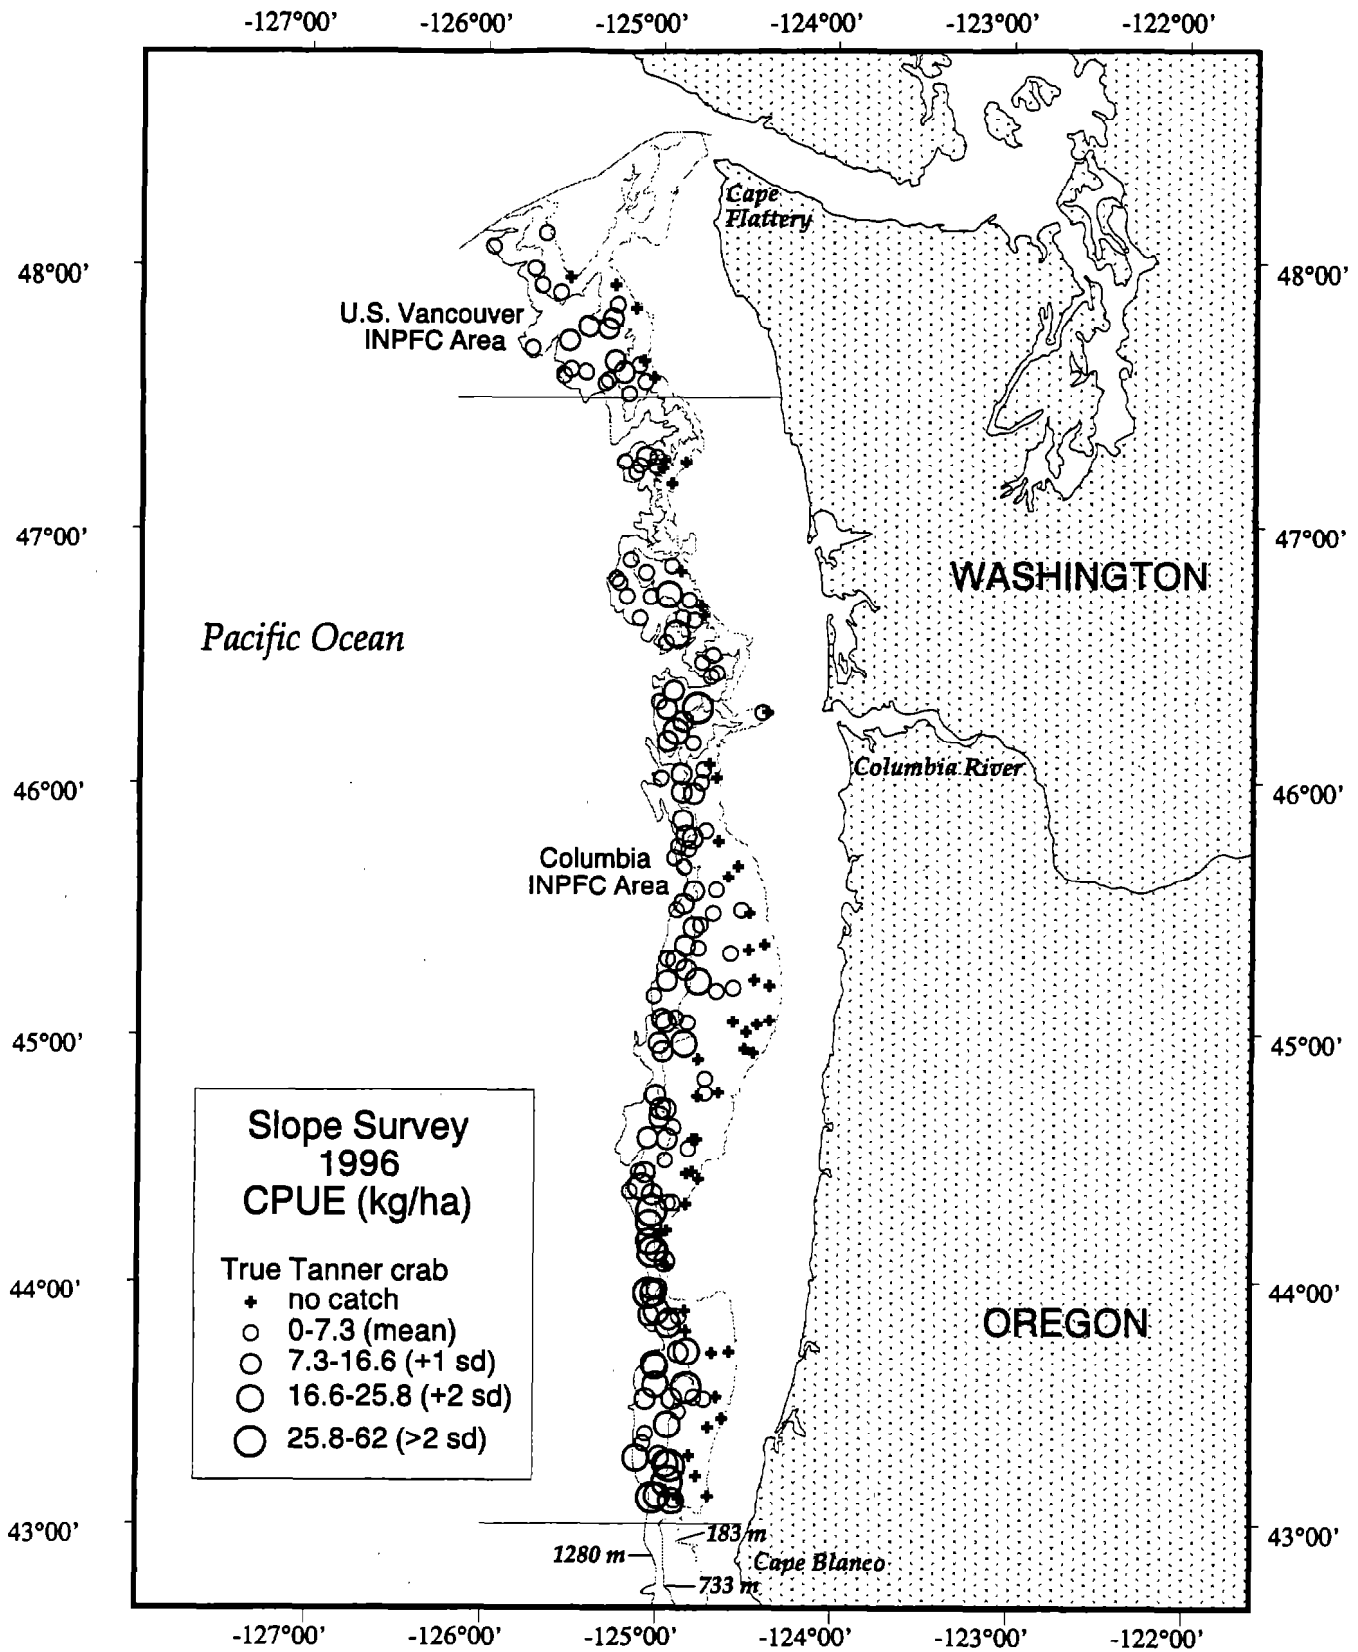 -127°00' -126°00' -125°00' -124°00' -123°00' -122°00'
Cape
Flattery
48°00' 48°00'
U.S. Vancouver
INPFC Area
47°00' 47°00'
WASHINGTON
Pacific Ocean
Columbia River
46°00' 46°00'
Columbia
INPFC Area
45°00' 45°00'
Slope Survey
1996
CPUE (kg/ha)
True Tanner crab
no catch
0-7.3 (mean)
7.3-16.6 (+1 sd)
16.6-25.8 (+2 sd)
25.8-62 (>2 sd)
44°00' 44°00'
OREGON
43°00' 43°00'
183 m
1280 m
Cape Blanco
733 m
-127°00' -126°00' -125°00' -124°00' -123°00' -122°00'